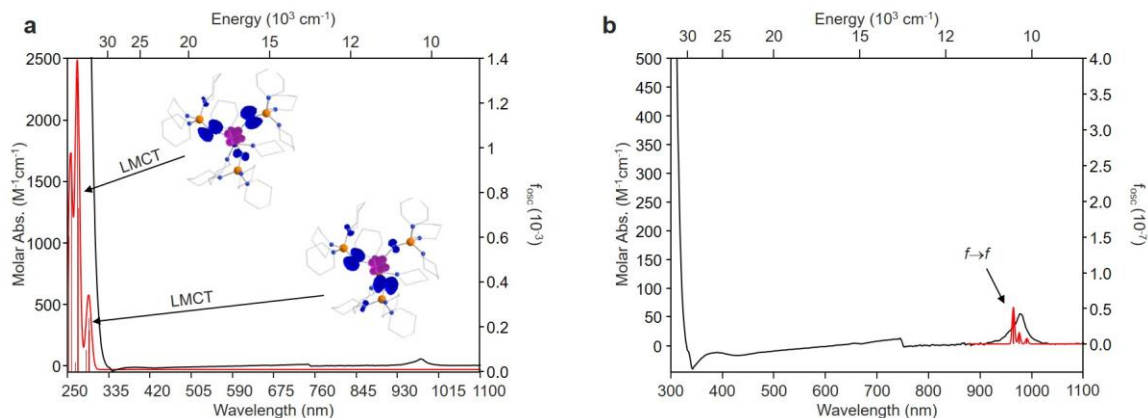 a
Energy (10³ cm⁻¹)
30 25 19 15 12 10
Molar Abs. (M⁻¹cm⁻¹)
2500
2000
1500
1000
500
0
LMCT
LMCT
1.4
1.2
1
0.8
0.6
0.4
0.2
0.0
f_osc (10⁻³)
250 335 420 505 590 675 760 845 930 1015 1100
Wavelength (nm)
b
Energy (10³ cm⁻¹)
30 25 19 15 12 10
Molar Abs. (M⁻¹cm⁻¹)
500
450
400
350
300
250
200
150
100
50
0
f→f
4.0
3.5
3.0
2.5
2.0
1.5
1.0
0.5
0.0
f_osc (10⁻⁷)
300 400 500 600 700 800 900 1000 1100
Wavelength (nm)